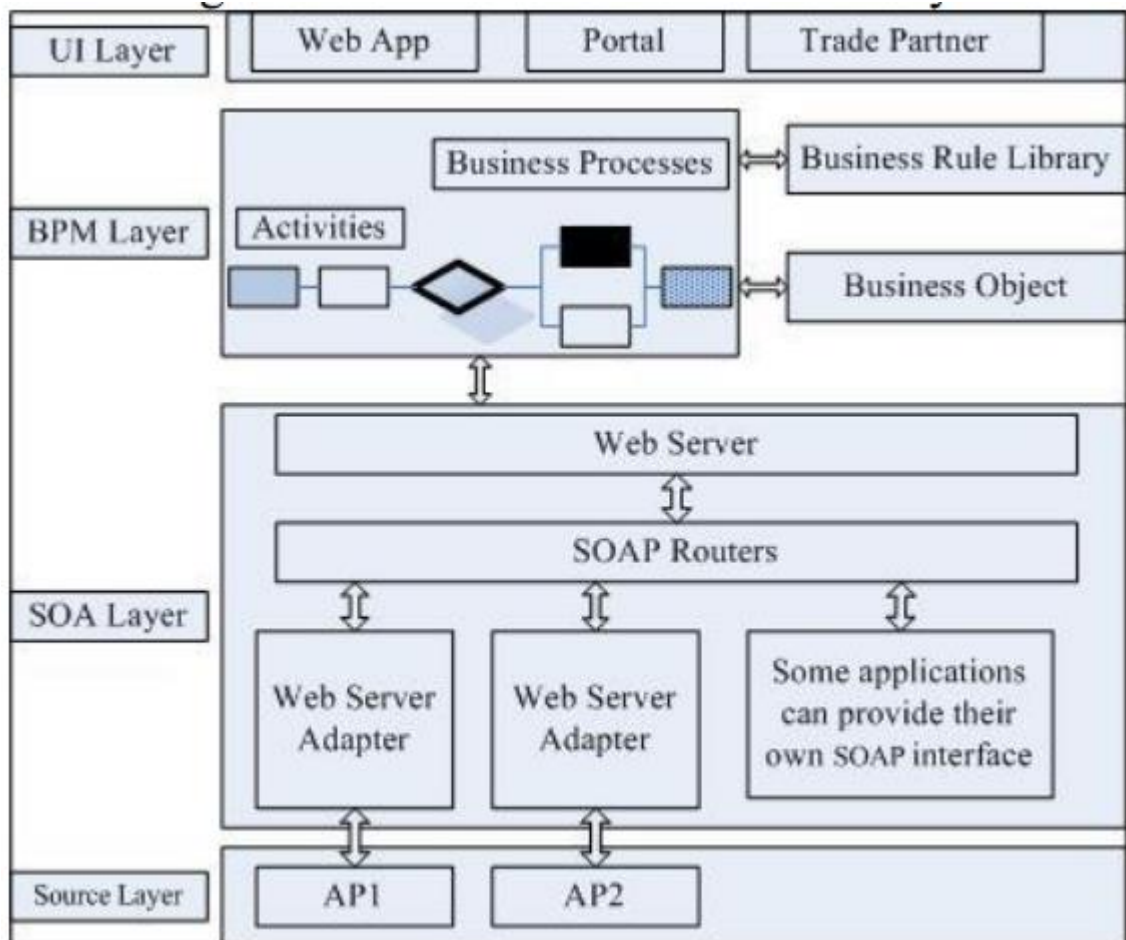 UI Layer
Web App
Portal
Trade Partner
BPM Layer
Business Processes
Activities
Business Rule Library
Business Object
SOA Layer
Web Server
SOAP Routers
Web Server
Adapter
Web Server
Adapter
Some applications
can provide their
own SOAP interface
Source Layer
AP1
AP2